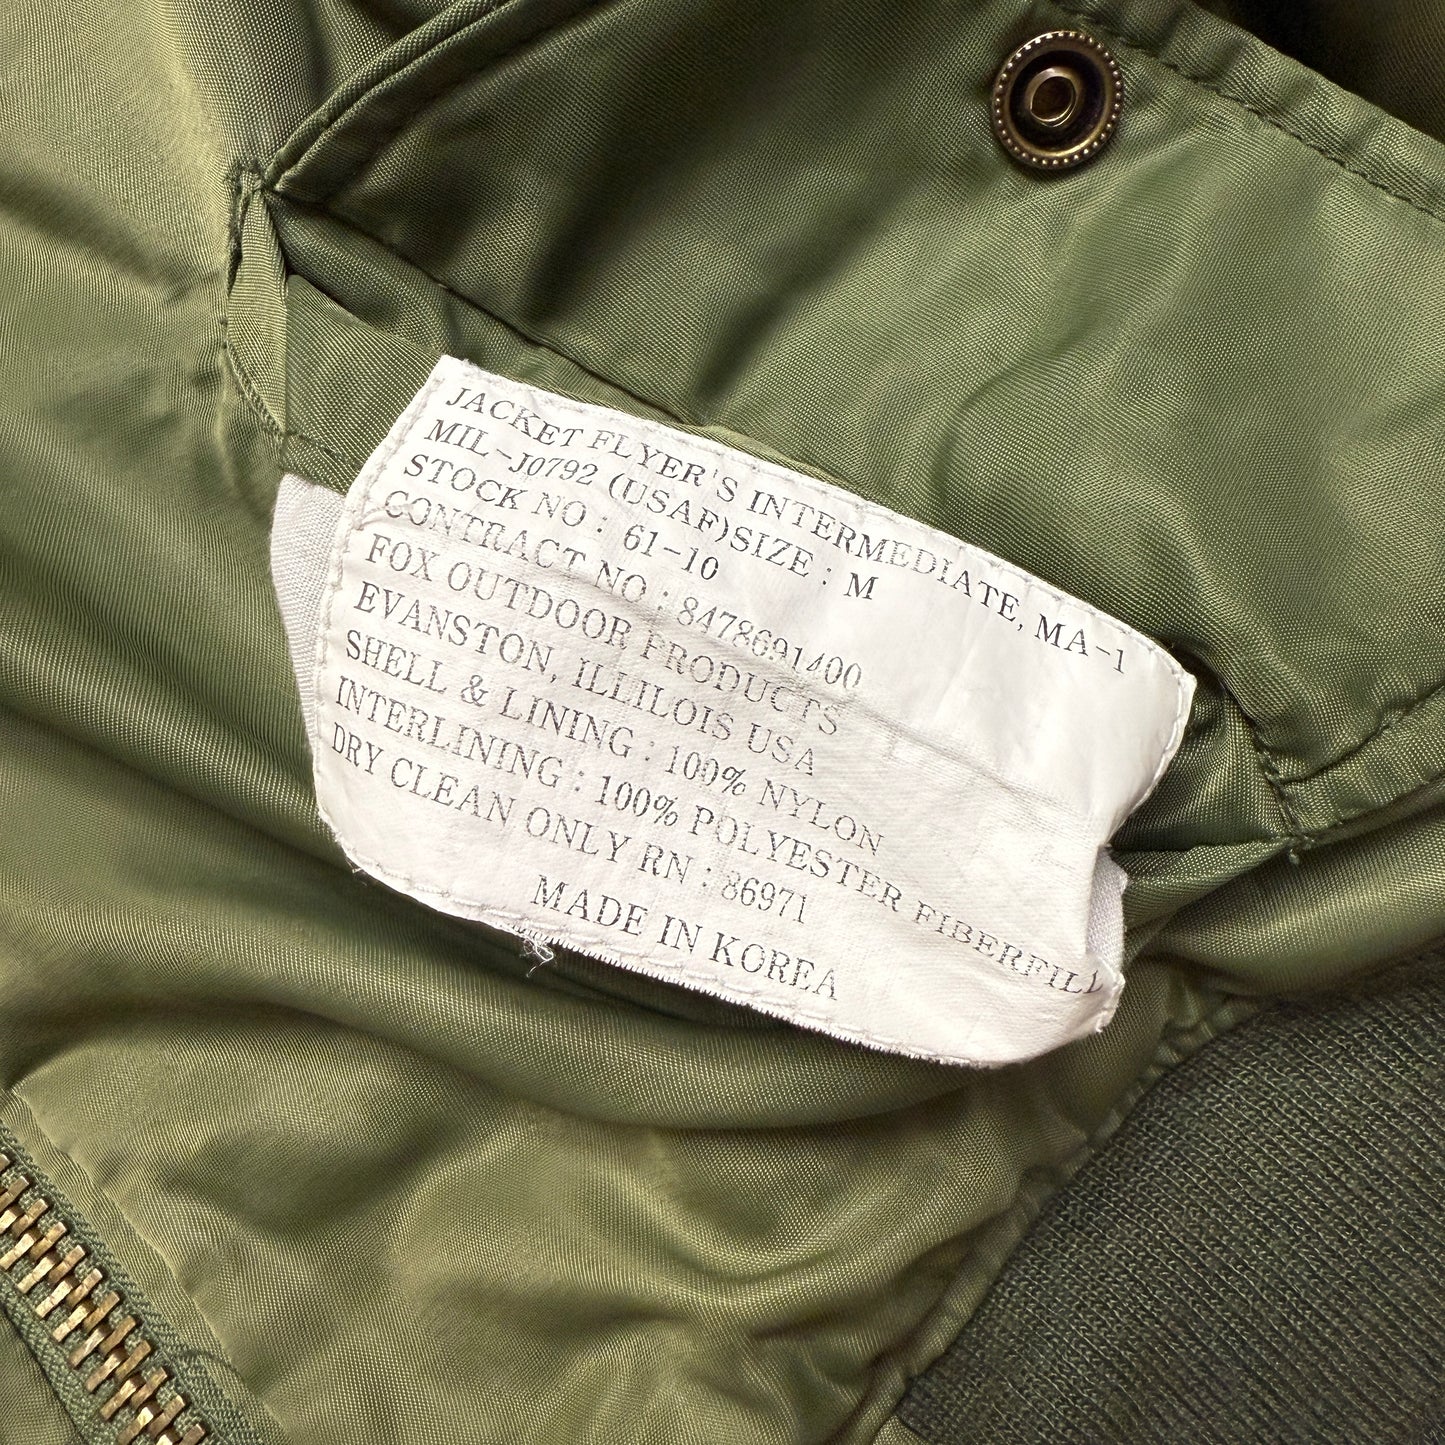 JACKET FLYER'S INTERMEDIATE, MA-1
MIL-J0792 (USAF)SIZE : M
STOCK NO : 61-10
CONTRACT NO : 8478691400
FOX OUTDOOR PRODUCTS
EVANSTON, ILLILOIS USA
SHELL & LINING : 100% NYLON
INTERLINING : 100% POLYESTER FIBERFILL
DRY CLEAN ONLY RN : 86971
MADE IN KOREA